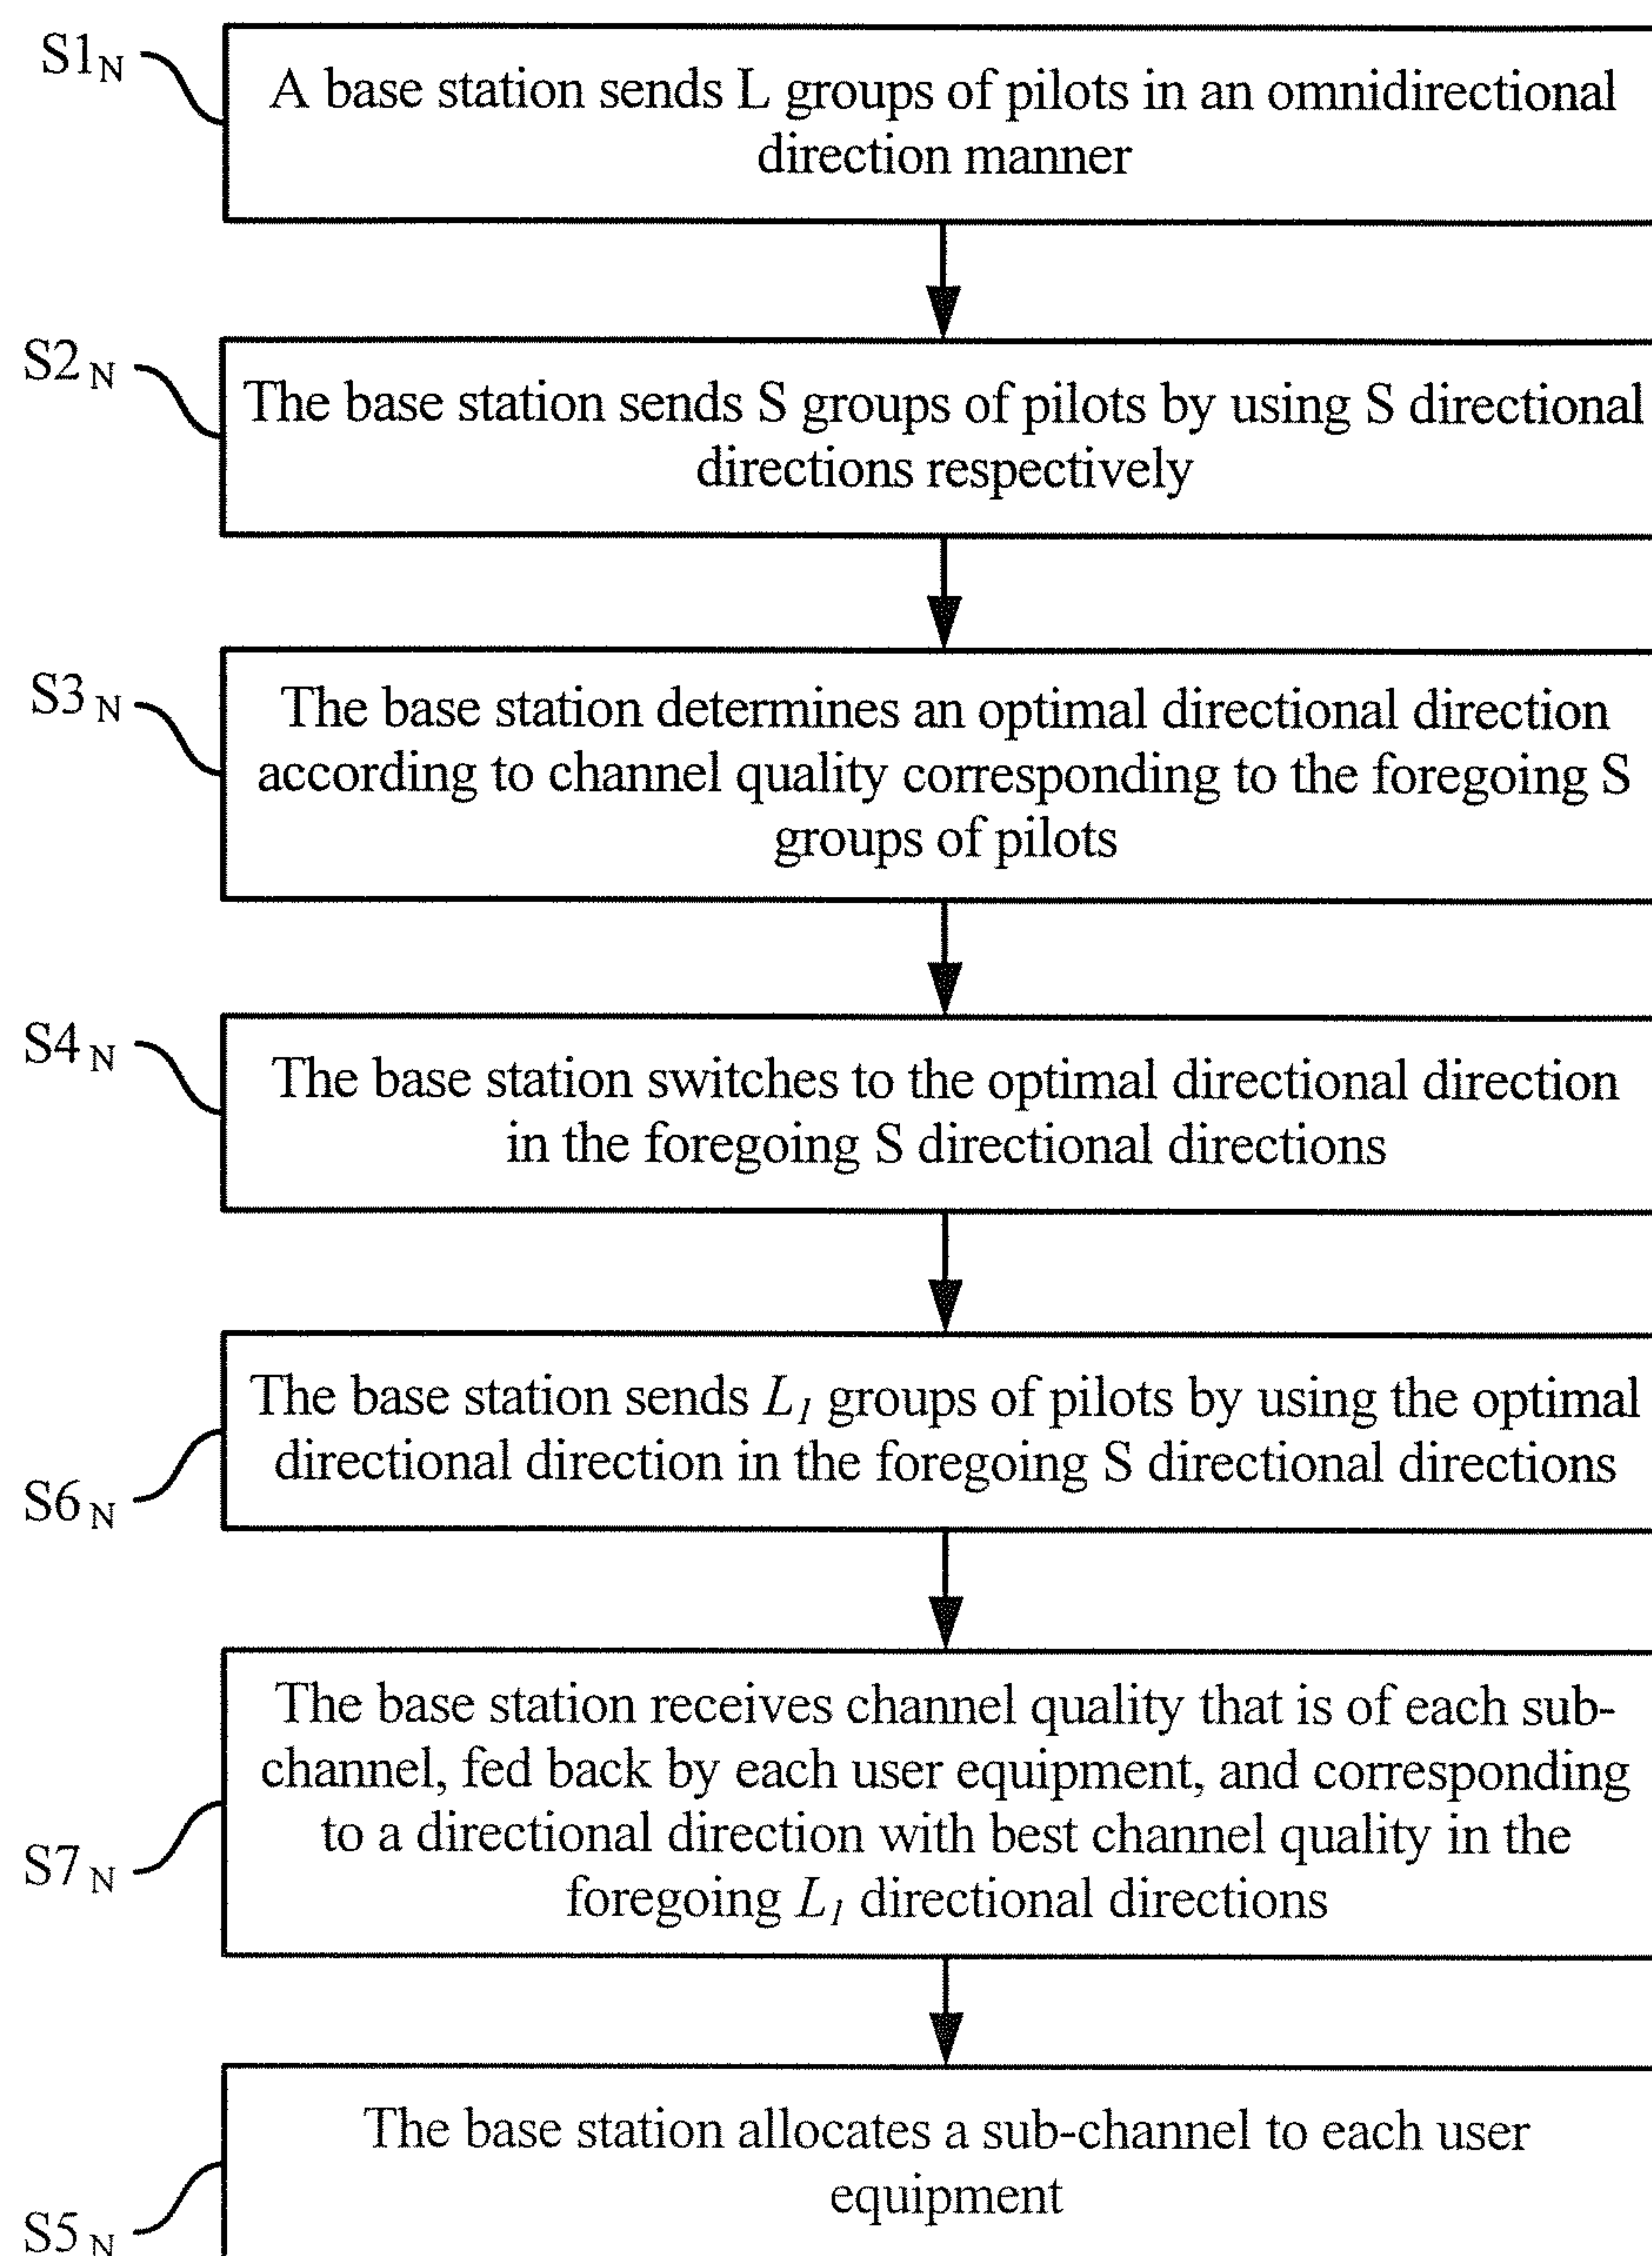 S1N
A base station sends L groups of pilots in an omnidirectional
direction manner
S2 N
The base station sends S groups of pilots by using S directional
directions respectively
S3 N
The base station determines an optimal directional direction
according to channel quality corresponding to the foregoing S
groups of pilots
S4 N
The base station switches to the optimal directional direction
in the foregoing S directional directions
The base station sends L1 groups of pilots by using the optimal
directional direction in the foregoing S directional directions
S6 N
The base station receives channel quality that is of each sub-
channel, fed back by each user equipment, and corresponding
to a directional direction with best channel quality in the
foregoing L1 directional directions
S7 N
The base station allocates a sub-channel to each user
equipment
S5 N